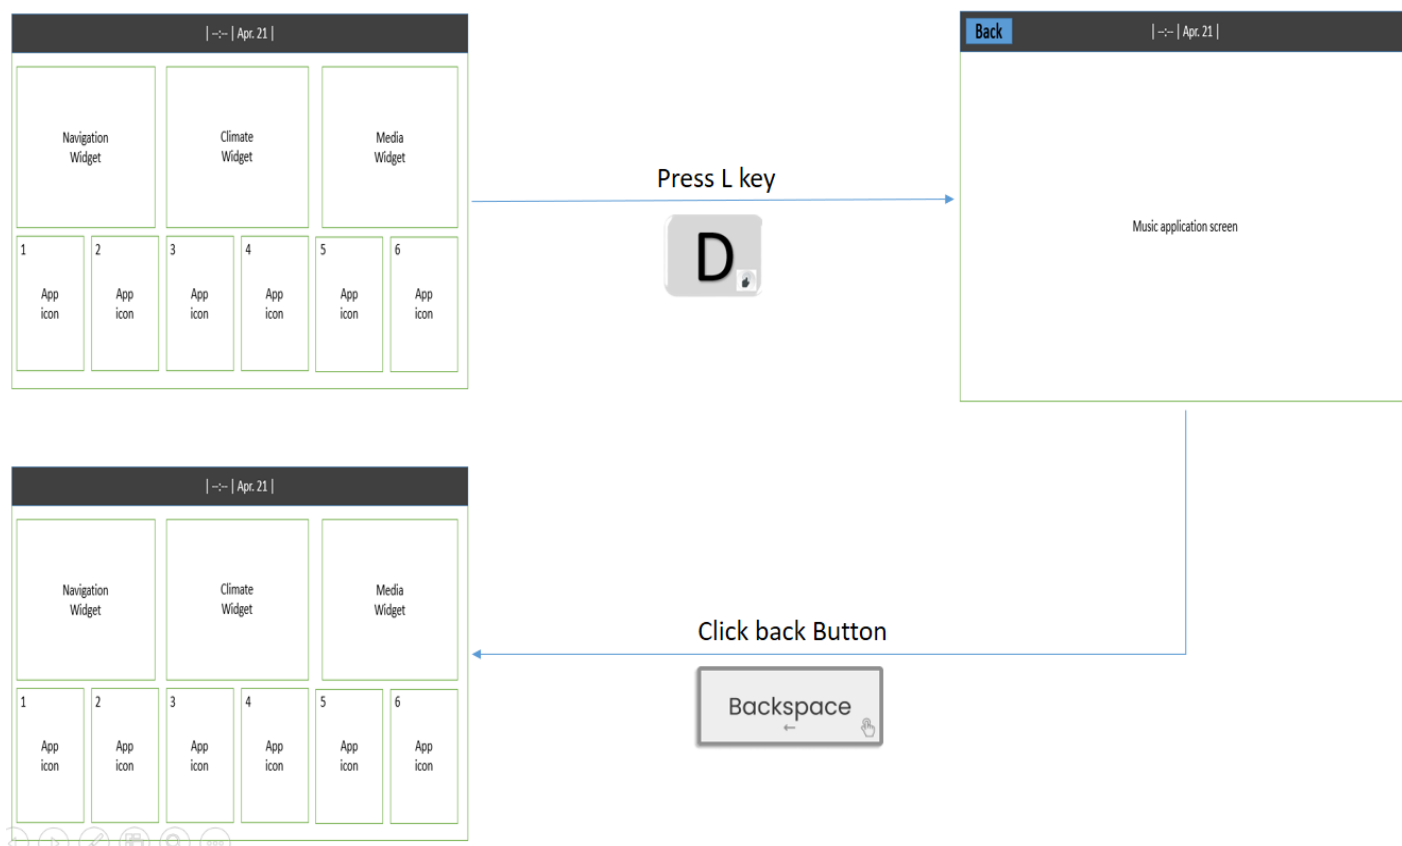 | --:-- | Apr. 21 |
Navigation
Widget
Climate
Widget
Media
Widget
1
App
icon
2
App
icon
3
App
icon
4
App
icon
5
App
icon
6
App
icon
Press L key
D
Back
| --:-- | Apr. 21 |
Music application screen
| --:-- | Apr. 21 |
Navigation
Widget
Climate
Widget
Media
Widget
1
App
icon
2
App
icon
3
App
icon
4
App
icon
5
App
icon
6
App
icon
Click back Button
Backspace
←